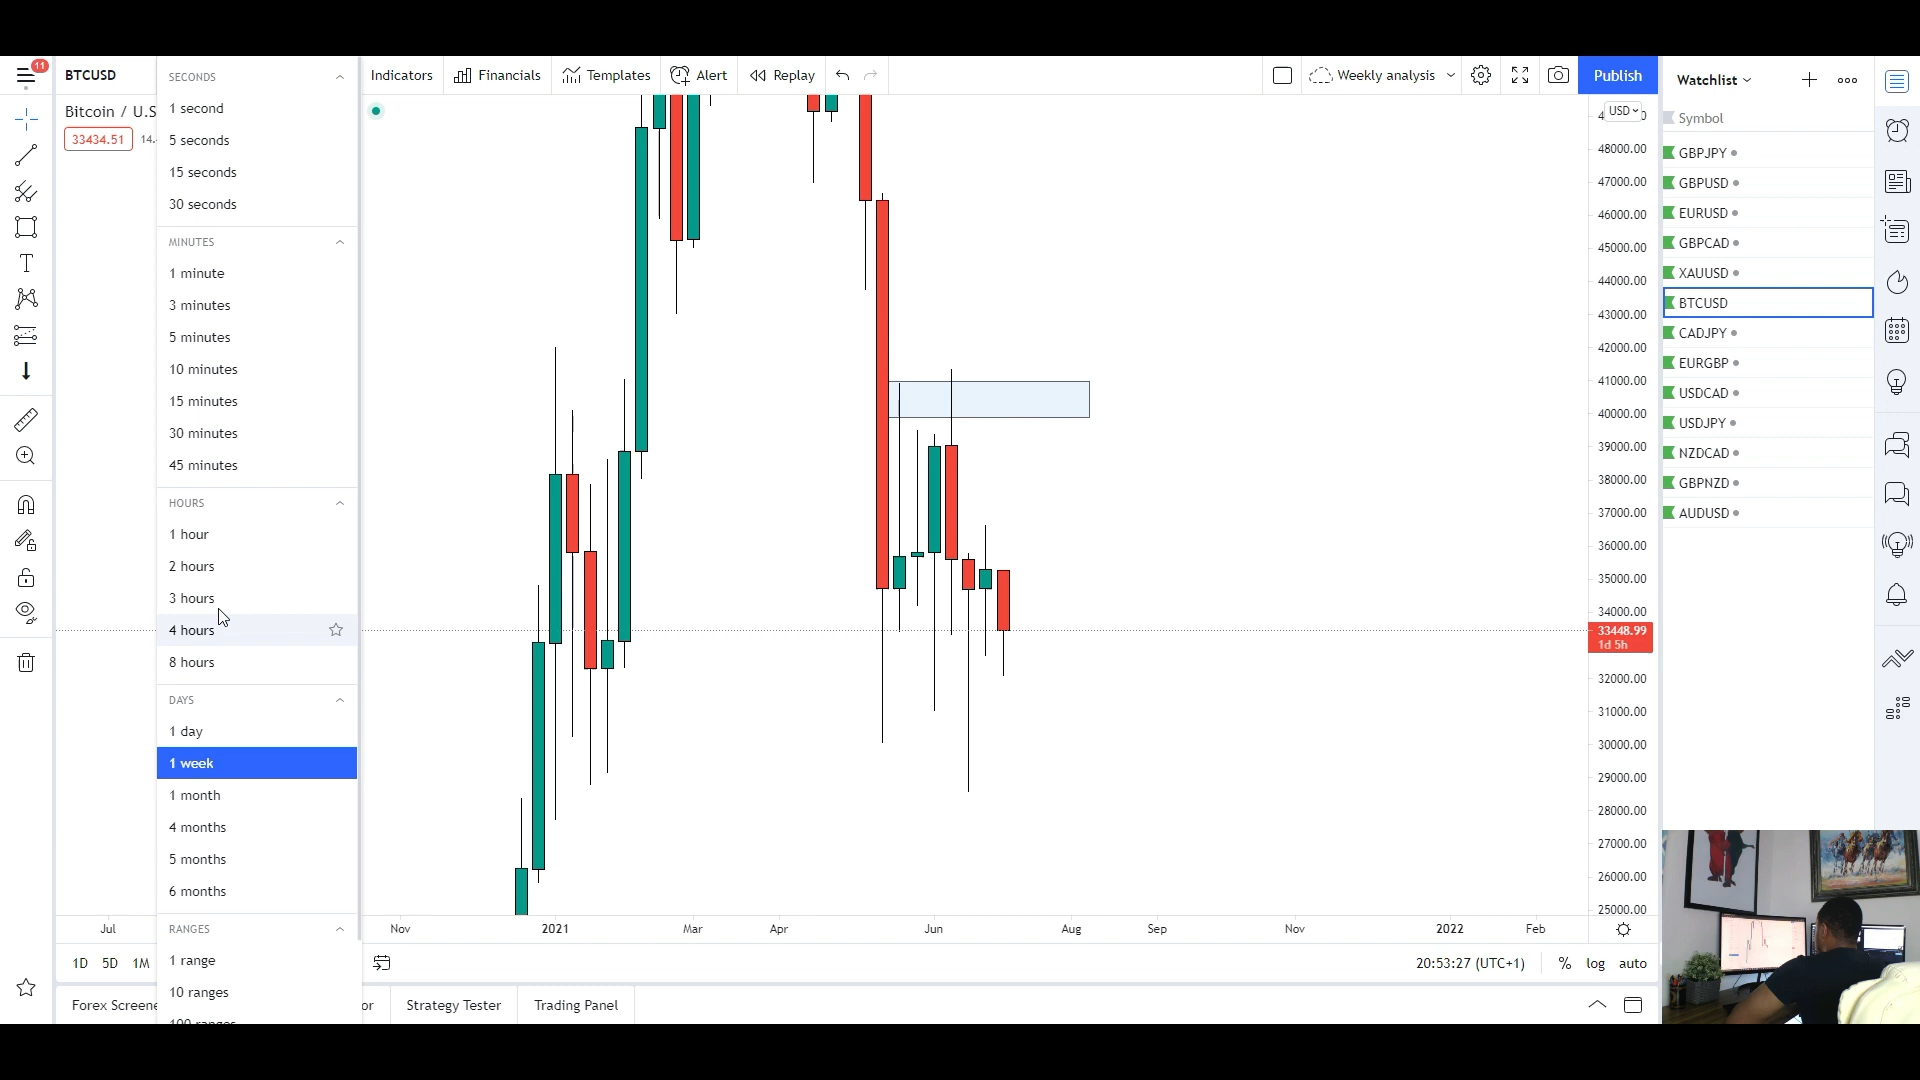 11
BTCUSD
Indicators
Financials
Templates
Alert
Replay
Weekly analysis
Publish
Bitcoin / U.S
33434.51
14.
SECONDS
1 second
5 seconds
15 seconds
30 seconds
MINUTES
1 minute
3 minutes
5 minutes
10 minutes
15 minutes
30 minutes
45 minutes
HOURS
1 hour
2 hours
3 hours
4 hours
8 hours
DAYS
1 day
1 week
1 month
4 months
5 months
6 months
RANGES
1 range
10 ranges
100 ranges
USD
48000.00
47000.00
46000.00
45000.00
44000.00
43000.00
42000.00
41000.00
40000.00
39000.00
38000.00
37000.00
36000.00
35000.00
34000.00
33448.99
1d 5h
32000.00
31000.00
30000.00
29000.00
28000.00
27000.00
26000.00
25000.00
Jul
Nov
2021
Mar
Apr
Jun
Aug
Sep
Nov
2022
Feb
1D
5D
1M
20:53:27 (UTC+1)
%
log
auto
Forex Screene
or
Strategy Tester
Trading Panel
Watchlist
Symbol
GBPJPY
GBPUSD
EURUSD
GBPCAD
XAUUSD
BTCUSD
CADJPY
EURGBP
USDCAD
USDJPY
NZDCAD
GBPNZD
AUDUSD